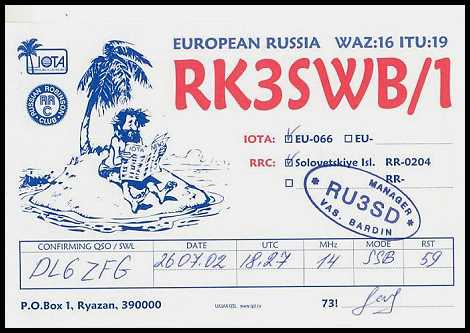 IOTA
EUROPEAN RUSSIA WAZ:16 ITU:19
RUSSIAN ROBINSON CLUB
RRC
RK3SWB/1
IOTA
IOTA: EU-066 EU-
RRC: Solovetskiye Isl. RR-0204
RR-
MANAGER
RU3SD
VAS. BARDIN
CONFIRMING QSO / SWL DATE UTC MHz MODE RST
DL6ZFG 26 07.02 18.27 14 SSB 59
P.O.Box 1, Ryazan, 390000 73!